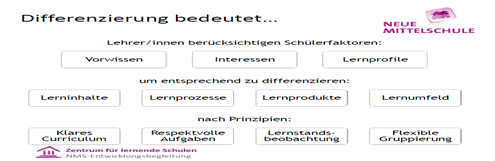 Differenzierung bedeutet...
NEUE
MITTELSCHULE
Lehrer/innen berücksichtigen Schülerfaktoren:
Vorwissen
Interessen
Lernprofile
um entsprechend zu differenzieren:
Lerninhalte
Lernprozesse
Lernprodukte
Lernumfeld
nach Prinzipien:
Klares
Curriculum
Respektvolle
Aufgaben
Lernstands-
beobachtung
Flexible
Gruppierung
Zentrum für lernende Schulen
NMS-Entwicklungsbegleitung